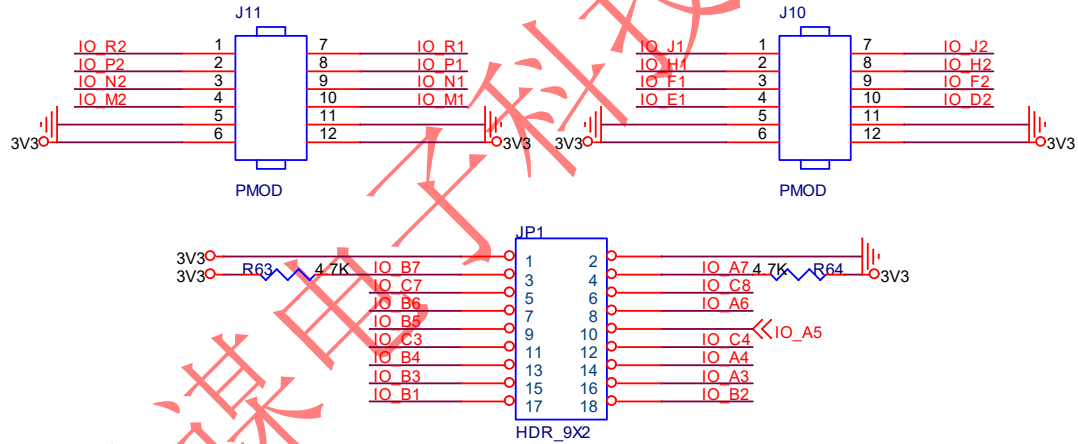 J11 J10
IO_R2 1 7 IO_R1 IO_J1 1 7 IO_J2
IO_P2 2 8 IO_P1 IO_H1 2 8 IO_H2
IO_N2 3 9 IO_N1 IO_F1 3 9 IO_F2
IO_M2 4 10 IO_M1 IO_E1 4 10 IO_D2
5 11 5 11
3V3 6 12 3V3 3V3 6 12 3V3
PMOD PMOD
JP1
3V3 1 2
3V3 R63 4.7K IO_B7 3 4 IO_A7 4.7K R64 3V3
IO_C7 5 6 IO_C8
IO_B6 7 8 IO_A6
IO_B5 9 10 IO_A5
IO_C3 11 12 IO_C4
IO_B4 13 14 IO_A4
IO_B3 15 16 IO_A3
IO_B1 17 18 IO_B2
HDR_9X2